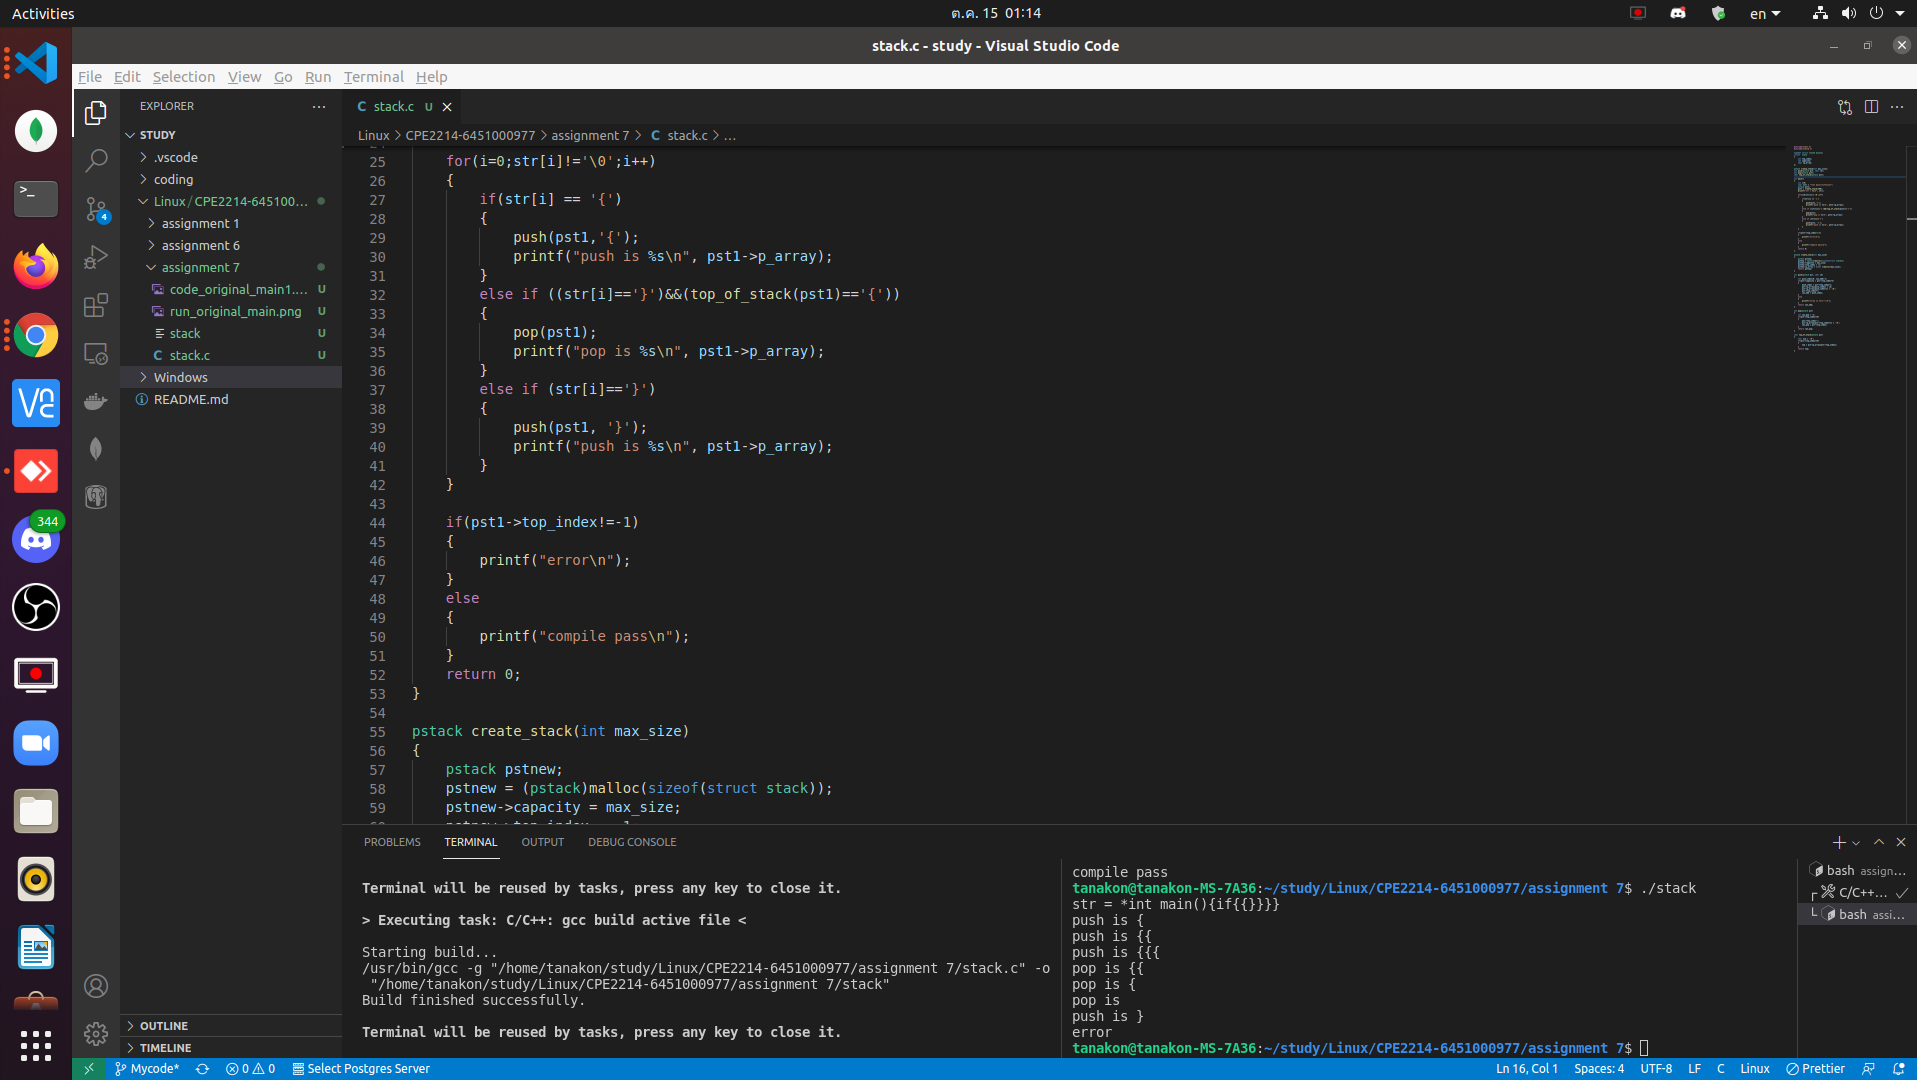 Activities
ต.ค. 15 01:14
en
stack.c - study - Visual Studio Code
File Edit Selection View Go Run Terminal Help
EXPLORER
STUDY
.vscode
coding
Linux/CPE2214-645100...
assignment 1
assignment 6
assignment 7
code_original_main1.... U
run_original_main.png U
stack U
C stack.c U
Windows
README.md
OUTLINE
TIMELINE
4
344
C stack.c U
Linux > CPE2214-6451000977 > assignment 7 > C stack.c > ...
25 for(i=0;str[i]!='\0';i++)
26 {
27 if(str[i] == '{')
28 {
29 push(pst1,'{');
30 printf("push is %s\n", pst1->p_array);
31 }
32 else if ((str[i]=='}')&&(top_of_stack(pst1)=='{'))
33 {
34 pop(pst1);
35 printf("pop is %s\n", pst1->p_array);
36 }
37 else if (str[i]=='}')
38 {
39 push(pst1, '}');
40 printf("push is %s\n", pst1->p_array);
41 }
42 }
43
44 if(pst1->top_index!=-1)
45 {
46 printf("error\n");
47 }
48 else
49 {
50 printf("compile pass\n");
51 }
52 return 0;
53 }
54
55 pstack create_stack(int max_size)
56 {
57 pstack pstnew;
58 pstnew = (pstack)malloc(sizeof(struct stack));
59 pstnew->capacity = max_size;
PROBLEMS TERMINAL OUTPUT DEBUG CONSOLE
Terminal will be reused by tasks, press any key to close it.
> Executing task: C/C++: gcc build active file <
Starting build...
/usr/bin/gcc -g "/home/tanakon/study/Linux/CPE2214-6451000977/assignment 7/stack.c" -o
"/home/tanakon/study/Linux/CPE2214-6451000977/assignment 7/stack"
Build finished successfully.
Terminal will be reused by tasks, press any key to close it.
compile pass
tanakon@tanakon-MS-7A36:~/study/Linux/CPE2214-6451000977/assignment 7$ ./stack
str = *int main(){if{{}}}}
push is {
push is {{
push is {{{
pop is {{
pop is {
pop is
push is }
error
tanakon@tanakon-MS-7A36:~/study/Linux/CPE2214-6451000977/assignment 7$
bash assign...
C/C++...
bash assi...
Mycode* 0 0 Select Postgres Server
Ln 16, Col 1 Spaces: 4 UTF-8 LF C Linux Prettier